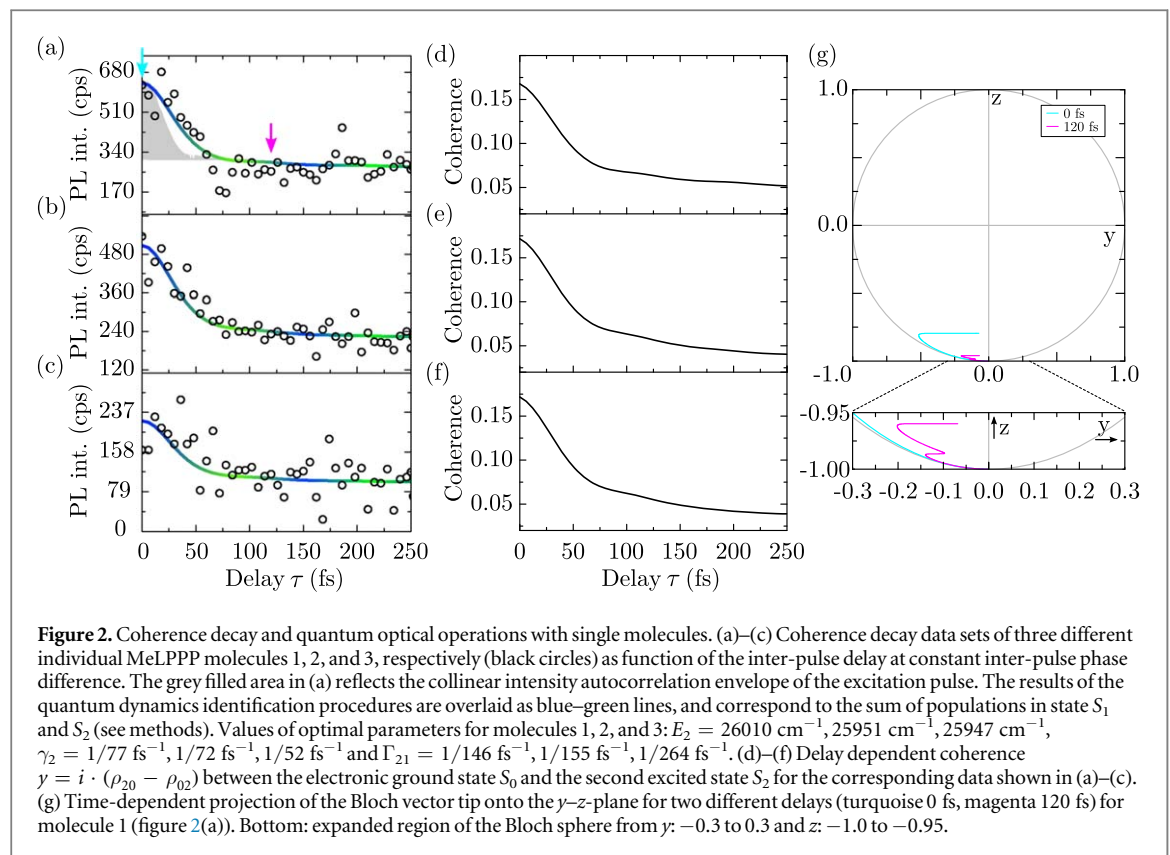 (a)
PL int. (cps)
680
510
340
170
(b)
PL int. (cps)
480
360
240
120
(c)
PL int. (cps)
237
158
79
0
0 50 100 150 200 250
Delay τ (fs)
(d)
Coherence
0.15
0.10
0.05
(e)
Coherence
0.15
0.10
0.05
(f)
Coherence
0.15
0.10
0.05
0 50 100 150 200 250
Delay τ (fs)
(g)
1.0
z
0 fs
120 fs
0.0
y
-1.0 0.0 1.0
-0.95
z
y
-1.00
-0.3 -0.2 -0.1 0.0 0.1 0.2 0.3
Figure 2. Coherence decay and quantum optical operations with single molecules. (a)–(c) Coherence decay data sets of three different
individual MeLPPP molecules 1, 2, and 3, respectively (black circles) as function of the inter-pulse delay at constant inter-pulse phase
difference. The grey filled area in (a) reflects the collinear intensity autocorrelation envelope of the excitation pulse. The results of the
quantum dynamics identification procedures are overlaid as blue–green lines, and correspond to the sum of populations in state S₁
and S₂ (see methods). Values of optimal parameters for molecules 1, 2, and 3: E₂ = 26010 cm⁻¹, 25951 cm⁻¹, 25947 cm⁻¹,
γ₂ = 1/77 fs⁻¹, 1/72 fs⁻¹, 1/52 fs⁻¹ and Γ₂₁ = 1/146 fs⁻¹, 1/155 fs⁻¹, 1/264 fs⁻¹. (d)–(f) Delay dependent coherence
y = i · (ρ₂₀ − ρ₀₂) between the electronic ground state S₀ and the second excited state S₂ for the corresponding data shown in (a)–(c).
(g) Time-dependent projection of the Bloch vector tip onto the y–z-plane for two different delays (turquoise 0 fs, magenta 120 fs) for
molecule 1 (figure 2(a)). Bottom: expanded region of the Bloch sphere from y: −0.3 to 0.3 and z: −1.0 to −0.95.